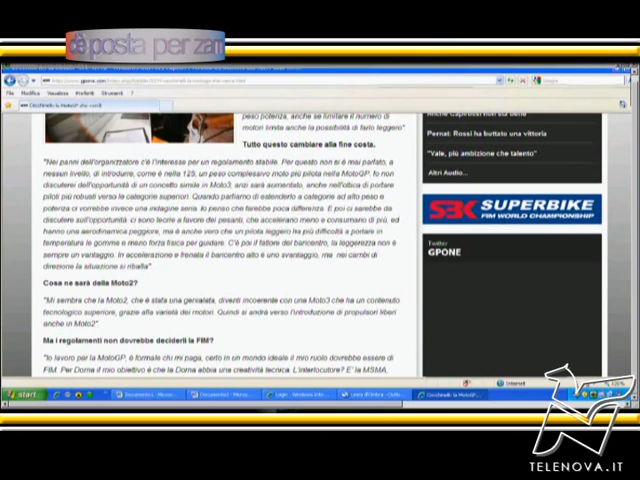 c'è posta per zam
File Modifica Visualizza Preferiti Strumenti ?
peso potenza, anche se limitare il numero di
motori limita anche la possibilità di farlo leggero"
Tutto questo cambiare alla fine costa.
"Nei panni dell'organizzatore c'è l'interesse per un regolamento stabile. Per questo non si è mai parlato, a
nessun livello, di introdurre, come è nella 125, un peso complessivo moto più pilota nella MotoGP. Io non
discuterei dell'opportunità di un concetto simile in Moto3, anzi sarei aumentato, anche nell'ottica di portare
piloti più robusti verso le categorie superiori. Quando parliamo di estenderlo a categorie ad alto peso e
potenza ci vorrebbe invece una indagine seria. Io penso che farebbe poca differenza. E poi ci sarebbe da
discutere sull'opportunità: ci sono teorie a favore dei pesanti, che accelerano meno e consumano di più, ed
hanno una aerodinamica peggiore, ma è anche vero che un pilota leggero ha più difficoltà a portare in
temperatura le gomme e meno forza fisica per guidare. C'è poi il fattore del baricentro, la leggerezza non è
sempre un vantaggio. In accelerazione e frenata il baricentro alto è uno svantaggio, ma nei cambi di
direzione la situazione si ribalta"
Cosa ne sarà della Moto2?
"Mi sembra che la Moto2, che è stata una genialata, diventi incoerente con una Moto3 che ha un contenuto
tecnologico superiore, grazie alla varietà dei motori. Quindi si andrà verso l'introduzione di propulsori liberi
anche in Moto2".
Ma i regolamenti non dovrebbe deciderli la FIM?
"Io lavoro per la MotoGP, è formale chi mi paga, certo in un mondo ideale il mio ruolo dovrebbe essere di
FIM. Per Dorna il mio obiettivo è che la Dorna abbia una creatività tecnica. L'interlocutore? E' la MSMA,
Anche Capirossi non sta bene
Pernat: Rossi ha buttato una vittoria
"Vale, più ambizione che talento"
Altri Audio...
SBK SUPERBIKE
FIM WORLD CHAMPIONSHIP
Twitter
GPONE
Internet
start
TELENOVA.IT